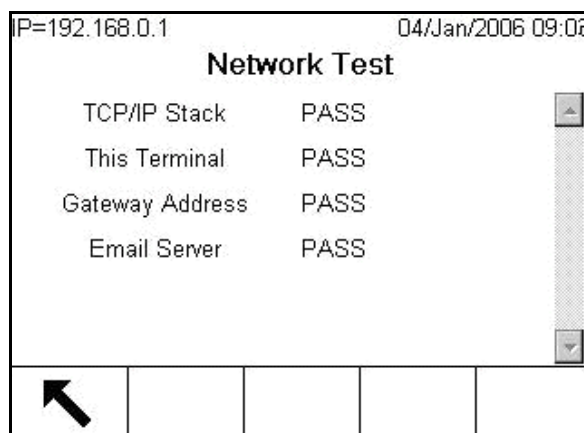 IP=192.168.0.1 04/Jan/2006 09:02
Network Test
TCP/IP Stack PASS
This Terminal PASS
Gateway Address PASS
Email Server PASS